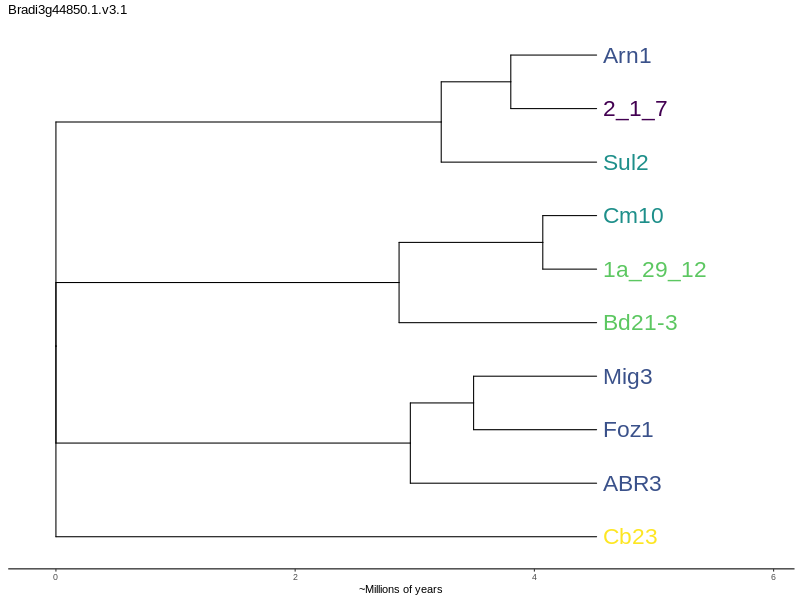 Bradi3g44850.1.v3.1
Arn1
2_1_7
Sul2
Cm10
1a_29_12
Bd21-3
Mig3
Foz1
ABR3
Cb23
0 2 4 6
~Millions of years